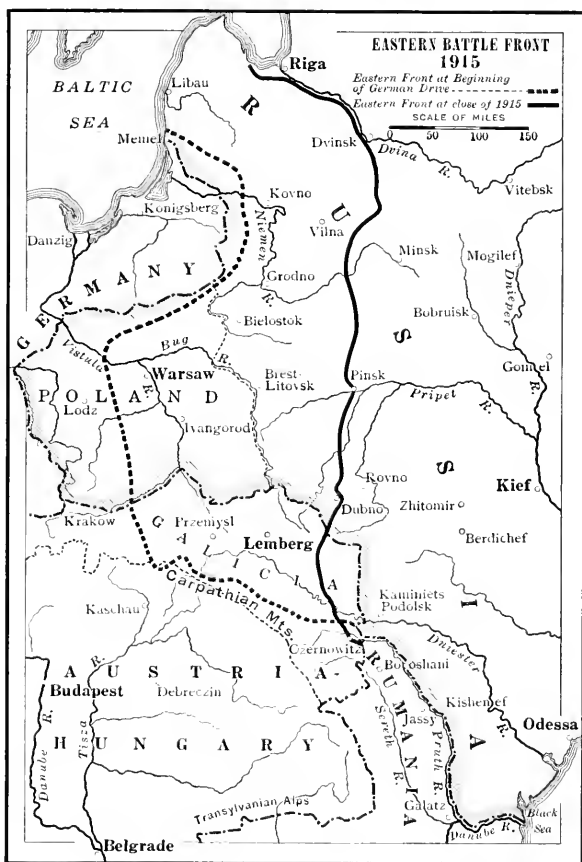 EASTERN BATTLE FRONT
1915
Eastern Front at Beginning
of German Drive
Eastern Front at close of 1915
SCALE OF MILES
0 50 100 150
BALTIC
SEA
Riga
Libau
Memel
Dvinsk
Dvina R.
Vitebsk
Konigsberg
Kovno
Niemen R.
Vilna
Danzig
Minsk
Mogilef
Dnieper R.
GERMANY
Grodno
Bielostok
Bobruisk
Gomel
Vistula R.
Bug R.
Warsaw
Brest-
Litovsk
Pinsk
Pripet R.
POLAND
Lodz
Ivangorod
RUSSIA
Rovno
Kief
Dubno
Zhitomir
Krakow
Przemysl
Lemberg
Berdichef
GALICIA
Carpathian Mts.
Kaminiets
Podolsk
Kaschau
Czernowitz
Dniester R.
AUSTRIA-
HUNGARY
Budapest
Debreczin
Danube R.
Tisza R.
RUMANIA
Botoshani
Kishenef
Jassy
Sereth R.
Pruth R.
Odessa
Transylvanian Alps
Galatz
Danube R.
Black
Sea
Belgrade